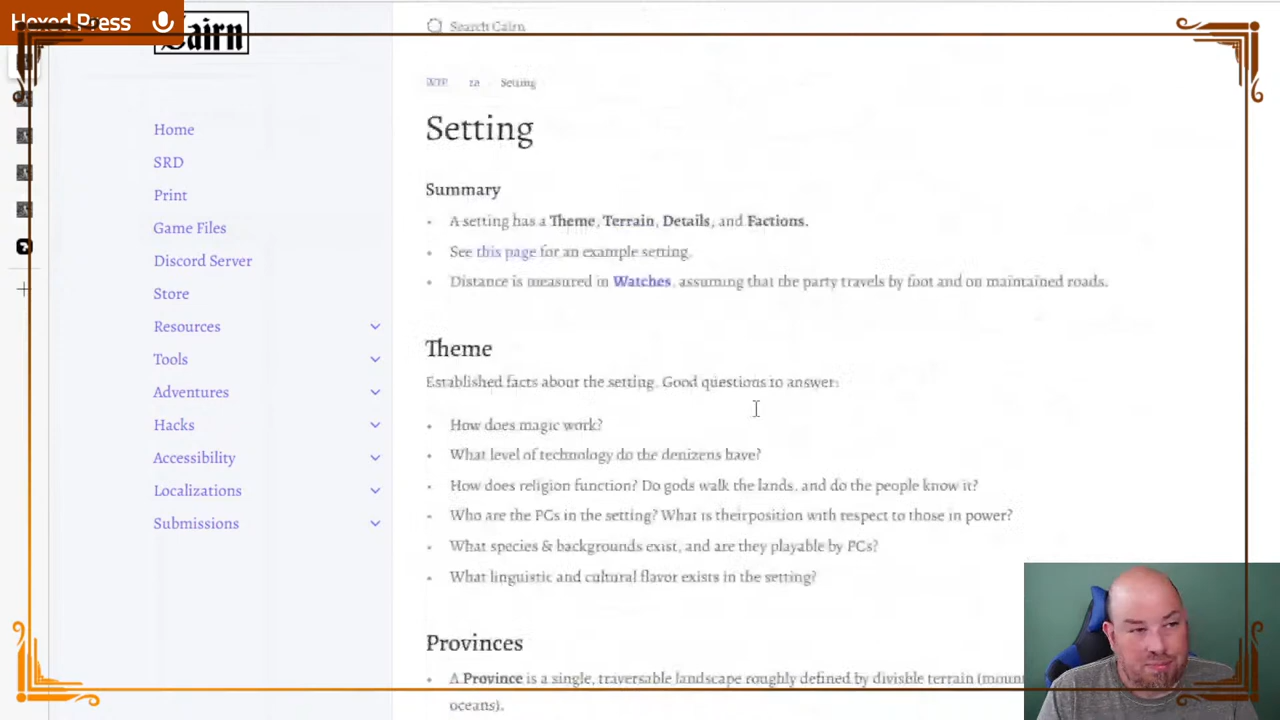 Hexed Press
Cairn
Search Cairn
WIP 2e Setting
Home
SRD
Print
Game Files
Discord Server
Store
Resources
Tools
Adventures
Hacks
Accessibility
Localizations
Submissions
Setting
Summary
• A setting has a Theme, Terrain, Details, and Factions.
• See this page for an example setting.
• Distance is measured in Watches, assuming that the party travels by foot and on maintained roads.
Theme
Established facts about the setting. Good questions to answer:
• How does magic work?
• What level of technology do the denizens have?
• How does religion function? Do gods walk the lands, and do the people know it?
• Who are the PCs in the setting? What is their position with respect to those in power?
• What species & backgrounds exist, and are they playable by PCs?
• What linguistic and cultural flavor exists in the setting?
Provinces
• A Province is a single, traversable landscape roughly defined by divisible terrain (moun
oceans).